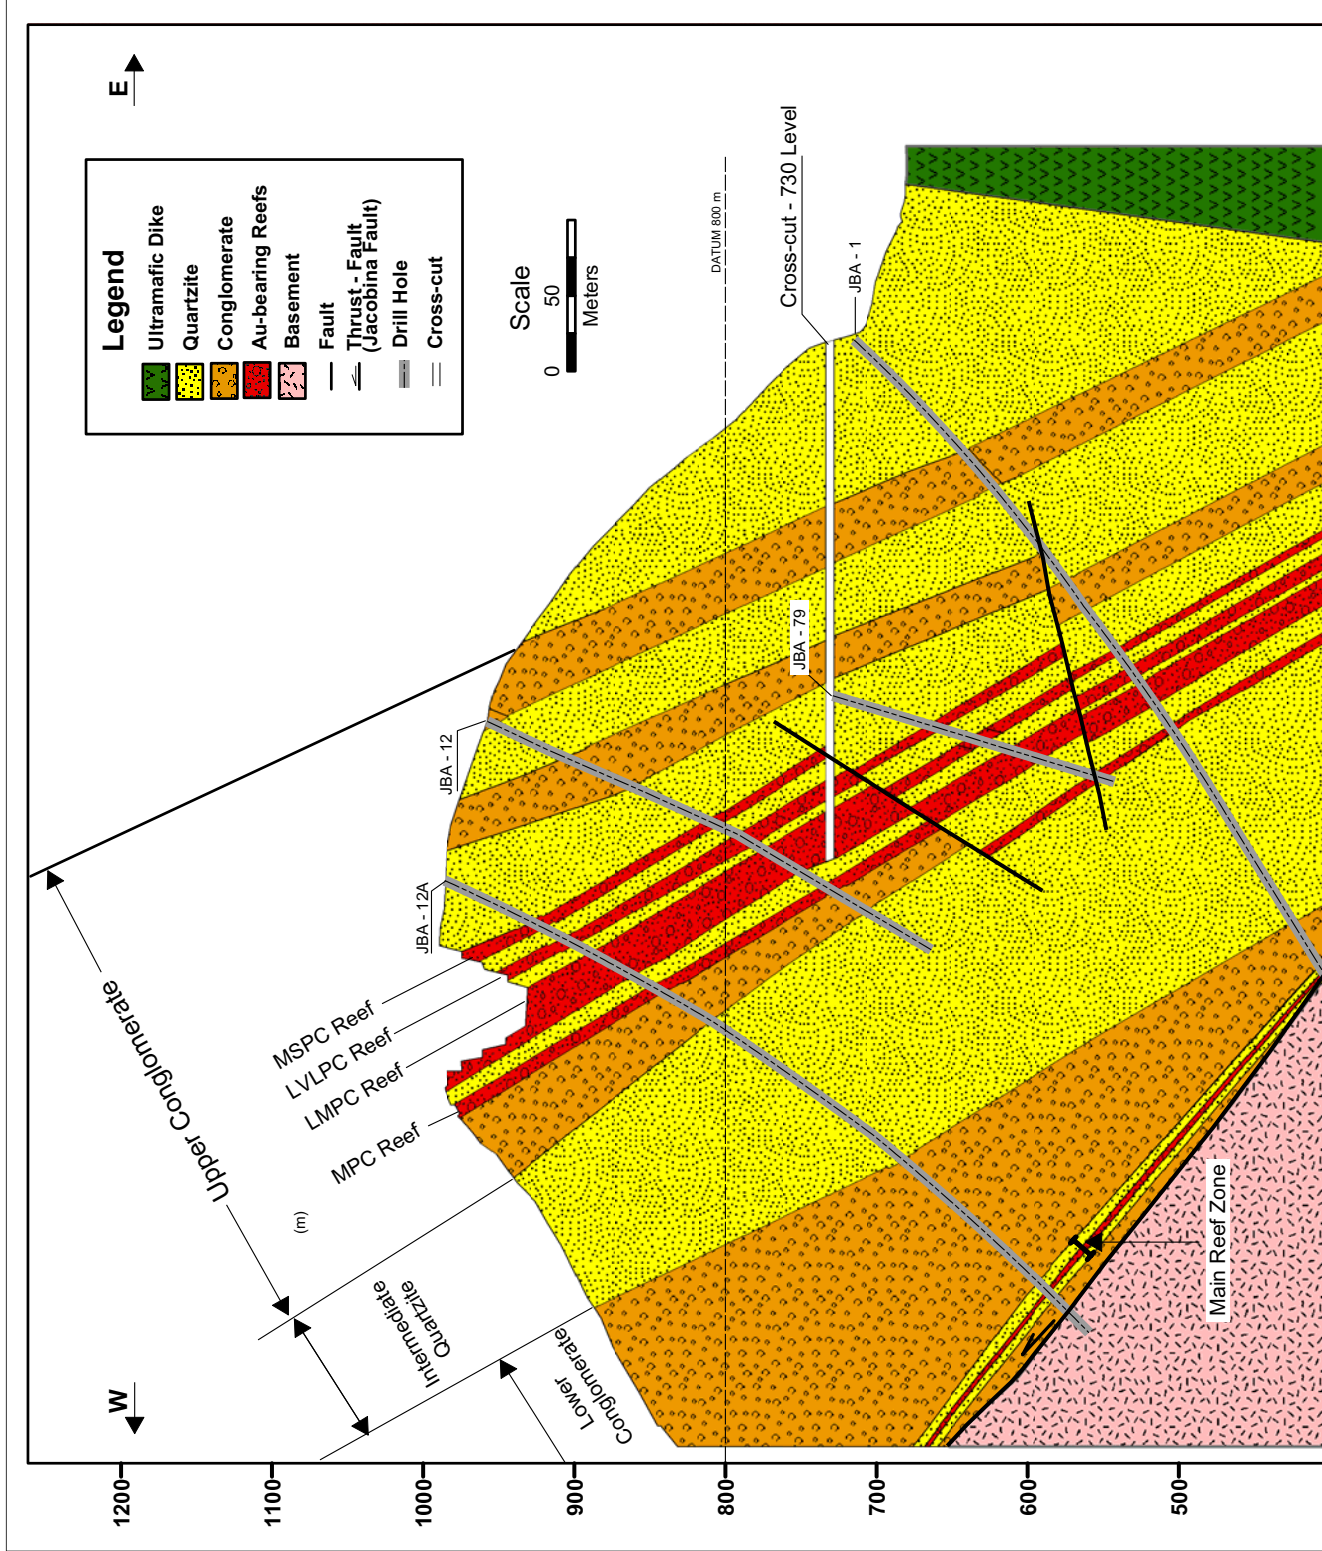 W
E
Legend
Ultramafic Dike
Quartzite
Conglomerate
Au-bearing Reefs
Basement
Fault
Thrust - Fault
(Jacobina Fault)
Drill Hole
Cross-cut
Scale
0 50
Meters
Upper Conglomerate
(m)
Intermediate
Quartzite
Lower
Conglomerate
MPC Reef
LMPC Reef
LVLPC Reef
MSPC Reef
JBA - 12A
JBA - 12
DATUM 800 m
Cross-cut - 730 Level
JBA - 1
JBA - 79
Main Reef Zone
1200
1100
1000
900
800
700
600
500